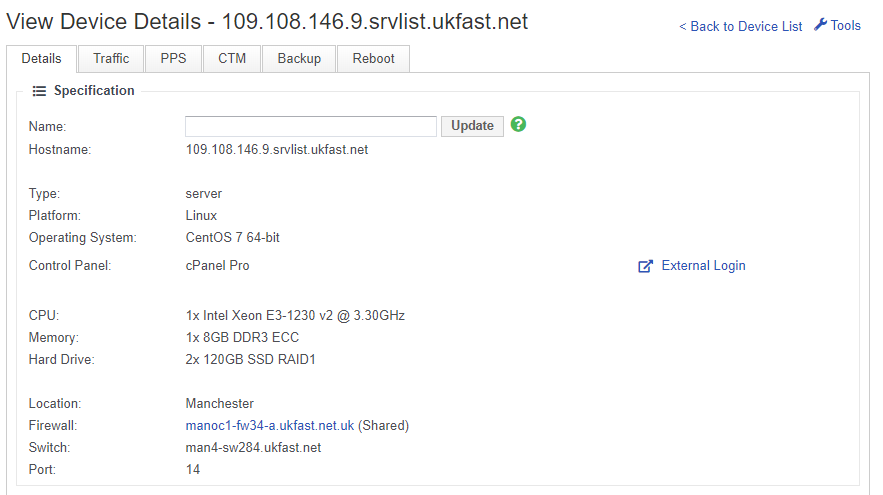 View Device Details - 109.108.146.9.srvlist.ukfast.net
< Back to Device List Tools
Details Traffic PPS CTM Backup Reboot
Specification
Name: Update ?
Hostname: 109.108.146.9.srvlist.ukfast.net
Type: server
Platform: Linux
Operating System: CentOS 7 64-bit
Control Panel: cPanel Pro External Login
CPU: 1x Intel Xeon E3-1230 v2 @ 3.30GHz
Memory: 1x 8GB DDR3 ECC
Hard Drive: 2x 120GB SSD RAID1
Location: Manchester
Firewall: manoc1-fw34-a.ukfast.net.uk (Shared)
Switch: man4-sw284.ukfast.net
Port: 14